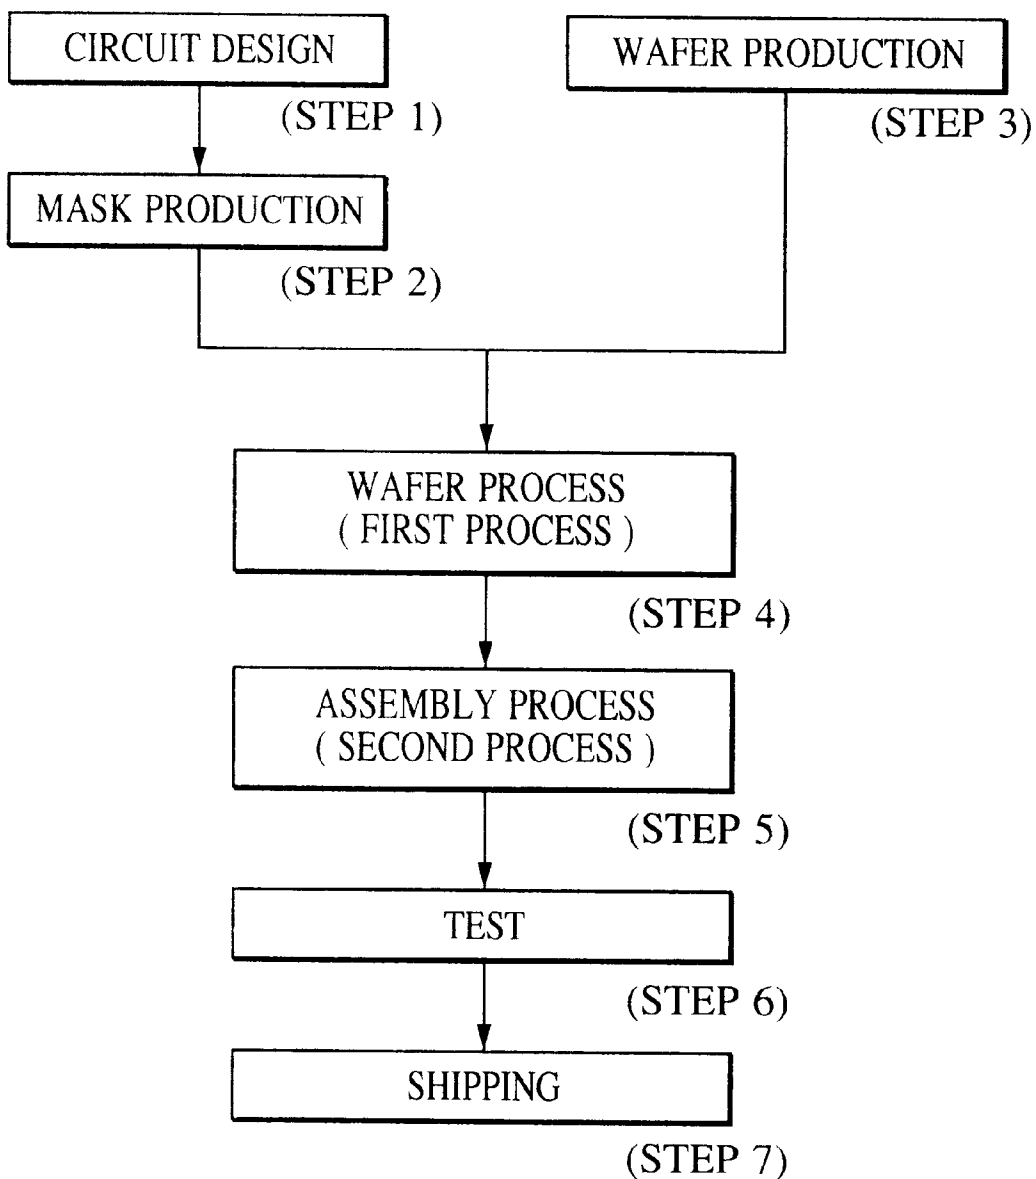 CIRCUIT DESIGN
(STEP 1)
MASK PRODUCTION
(STEP 2)
WAFER PRODUCTION
(STEP 3)
WAFER PROCESS
( FIRST PROCESS )
(STEP 4)
ASSEMBLY PROCESS
( SECOND PROCESS )
(STEP 5)
TEST
(STEP 6)
SHIPPING
(STEP 7)